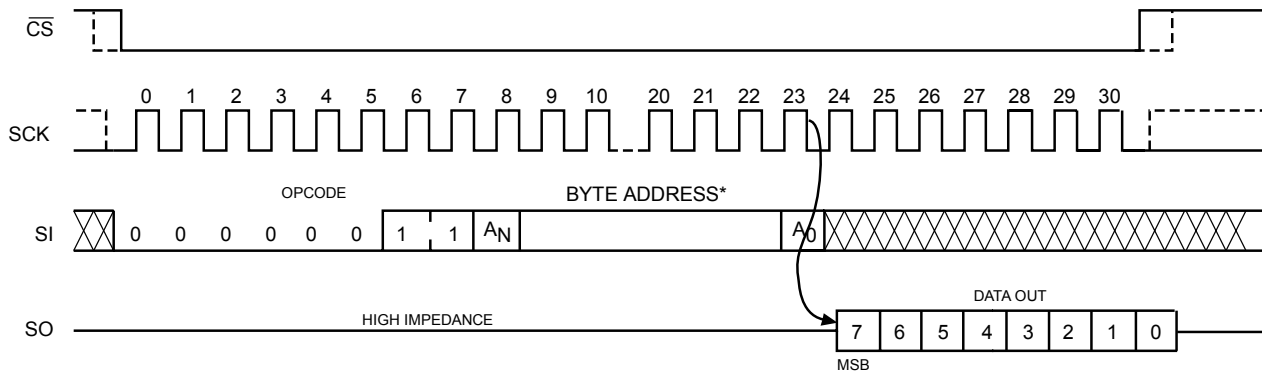 CS
0 1 2 3 4 5 6 7 8 9 10 20 21 22 23 24 25 26 27 28 29 30
SCK
OPCODE BYTE ADDRESS*
SI 0 0 0 0 0 0 1 1 AN A0
DATA OUT
SO HIGH IMPEDANCE 7 6 5 4 3 2 1 0
MSB